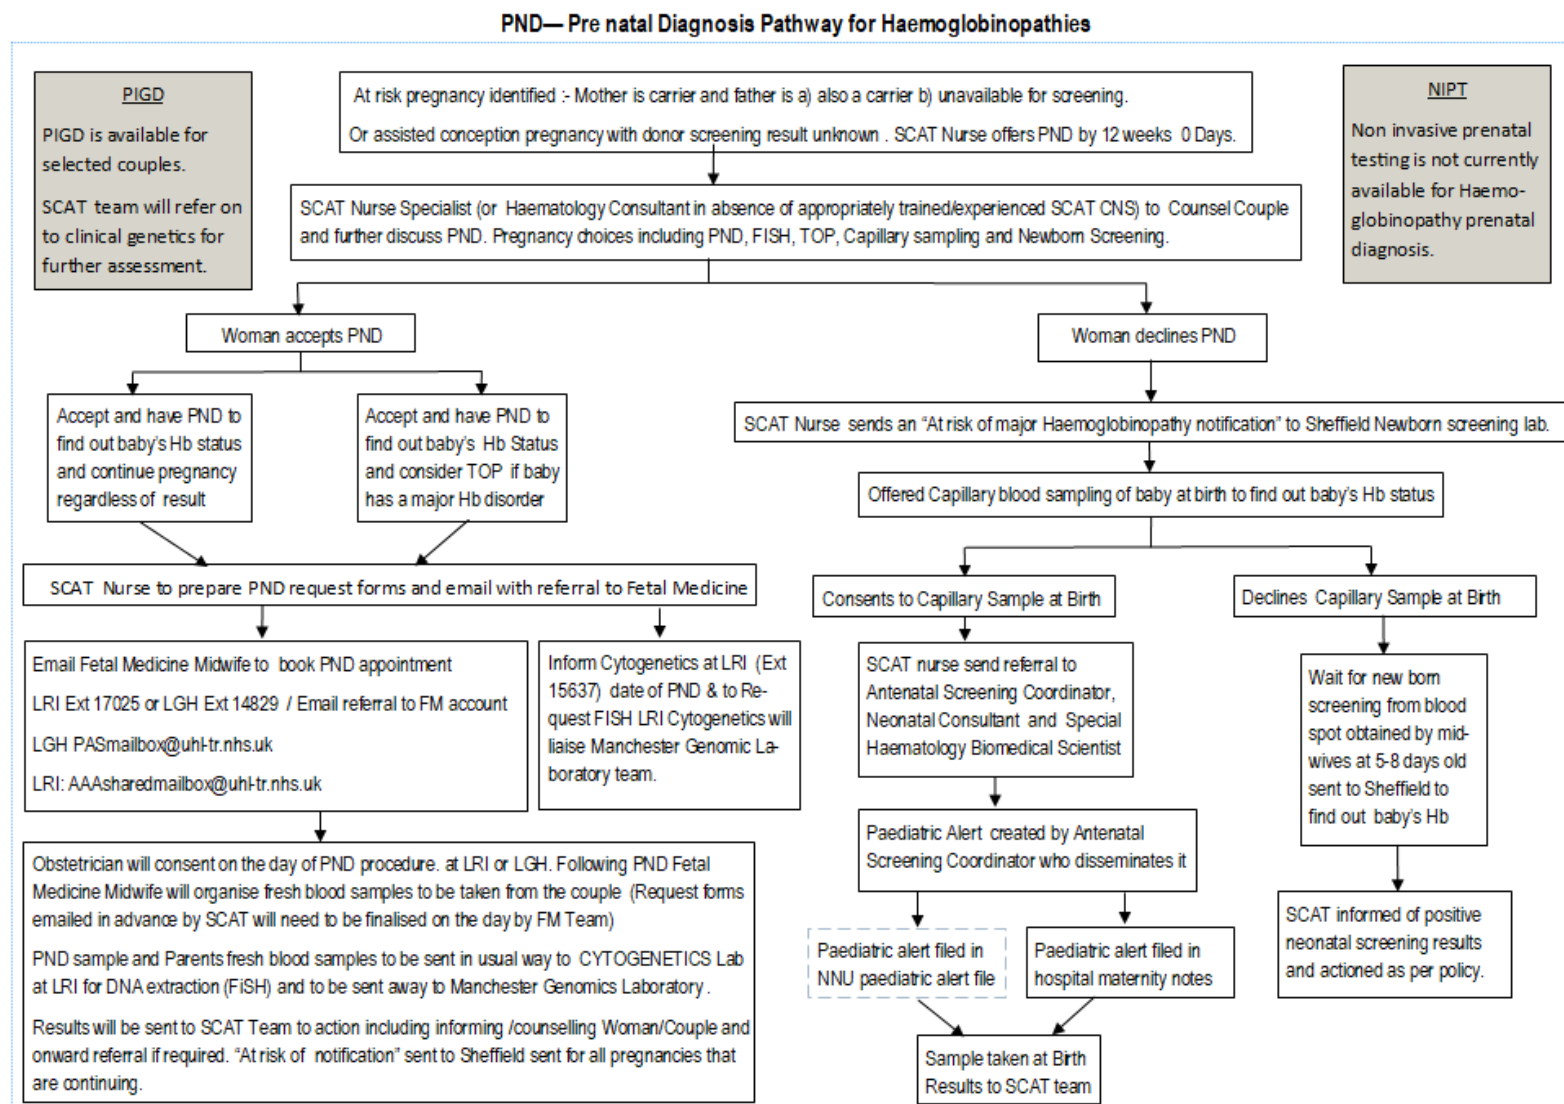 PND— Pre natal Diagnosis Pathway for Haemoglobinopathies
PIGD
PIGD is available for
selected couples.
SCAT team will refer on
to clinical genetics for
further assessment.
At risk pregnancy identified :- Mother is carrier and father is a) also a carrier b) unavailable for screening.
Or assisted conception pregnancy with donor screening result unknown . SCAT Nurse offers PND by 12 weeks 0 Days.
NIPT
Non invasive prenatal
testing is not currently
available for Haemo-
globinopathy prenatal
diagnosis.
SCAT Nurse Specialist (or Haematology Consultant in absence of appropriately trained/experienced SCAT CNS) to Counsel Couple
and further discuss PND. Pregnancy choices including PND, FISH, TOP, Capillary sampling and Newborn Screening.
Woman accepts PND
Woman declines PND
Accept and have PND to
find out baby's Hb status
and continue pregnancy
regardless of result
Accept and have PND to
find out baby's Hb Status
and consider TOP if baby
has a major Hb disorder
SCAT Nurse sends an “At risk of major Haemoglobinopathy notification” to Sheffield Newborn screening lab.
Offered Capillary blood sampling of baby at birth to find out baby's Hb status
SCAT Nurse to prepare PND request forms and email with referral to Fetal Medicine
Consents to Capillary Sample at Birth
Declines Capillary Sample at Birth
Email Fetal Medicine Midwife to book PND appointment
LRI Ext 17025 or LGH Ext 14829 / Email referral to FM account
LGH PASmailbox@uhl-tr.nhs.uk
LRI: AAAsharedmailbox@uhl-tr.nhs.uk
Inform Cytogenetics at LRI (Ext
15637) date of PND & to Re-
quest FISH LRI Cytogenetics will
liaise Manchester Genomic La-
boratory team.
SCAT nurse send referral to
Antenatal Screening Coordinator,
Neonatal Consultant and Special
Haematology Biomedical Scientist
Wait for new born
screening from blood
spot obtained by mid-
wives at 5-8 days old
sent to Sheffield to
find out baby's Hb
Obstetrician will consent on the day of PND procedure. at LRI or LGH. Following PND Fetal
Medicine Midwife will organise fresh blood samples to be taken from the couple (Request forms
emailed in advance by SCAT will need to be finalised on the day by FM Team)
PND sample and Parents fresh blood samples to be sent in usual way to CYTOGENETICS Lab
at LRI for DNA extraction (FiSH) and to be sent away to Manchester Genomics Laboratory .
Results will be sent to SCAT Team to action including informing /counselling Woman/Couple and
onward referral if required. “At risk of notification” sent to Sheffield sent for all pregnancies that
are continuing.
Paediatric Alert created by Antenatal
Screening Coordinator who disseminates it
Paediatric alert filed in
NNU paediatric alert file
Paediatric alert filed in
hospital maternity notes
SCAT informed of positive
neonatal screening results
and actioned as per policy.
Sample taken at Birth
Results to SCAT team